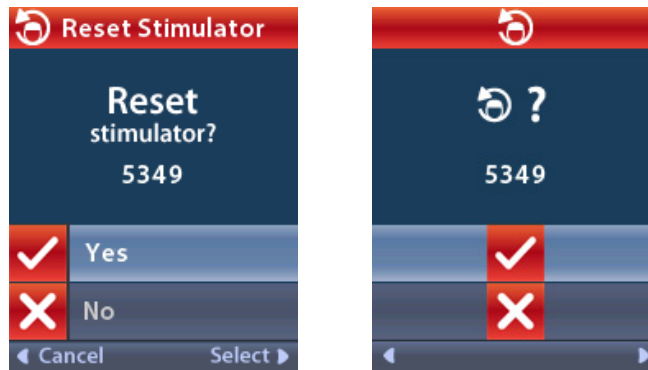 Reset Stimulator
Reset
stimulator?
5349
Yes
No
Cancel Select
?
5349